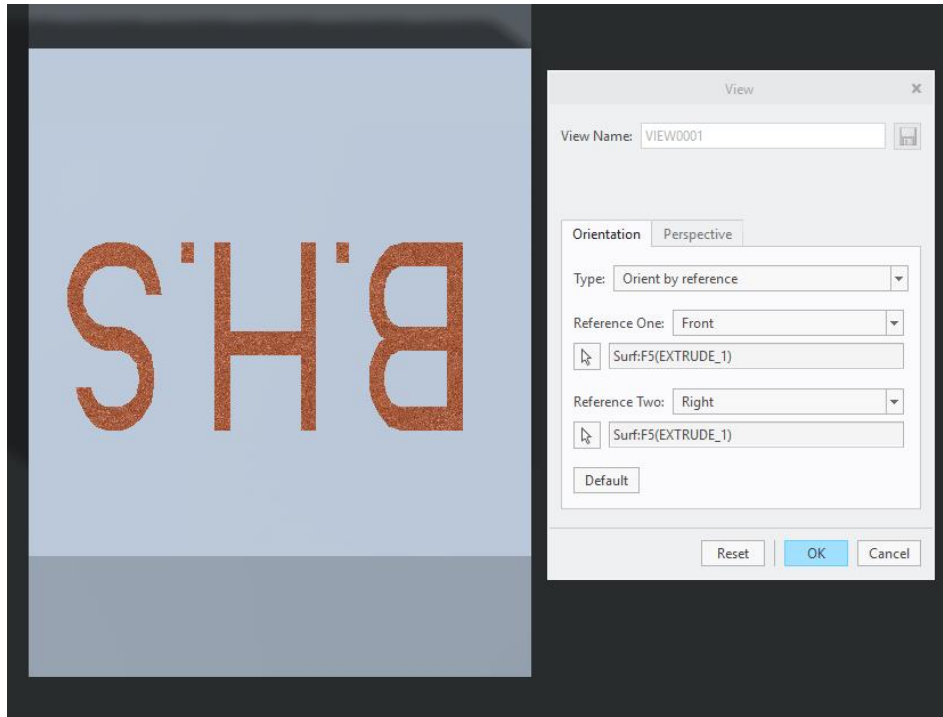 B.H.S
View
View Name: VIEW0001
Orientation Perspective
Type: Orient by reference
Reference One: Front
Surf:F5(EXTRUDE_1)
Reference Two: Right
Surf:F5(EXTRUDE_1)
Default
Reset OK Cancel